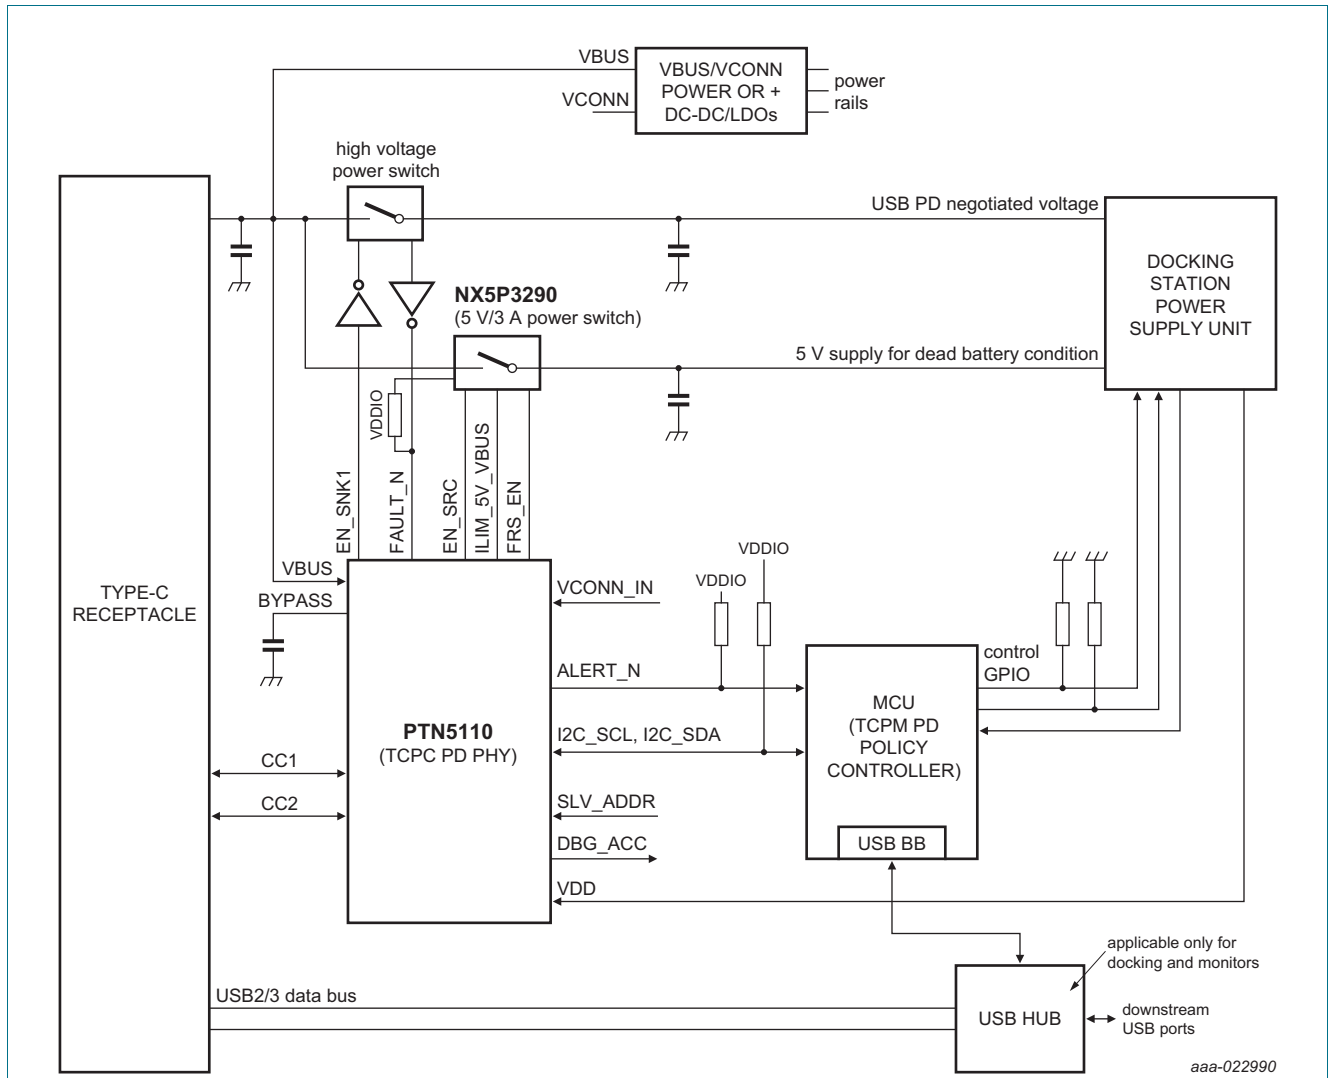 VBUS
VBUS/VCONN
POWER OR +
DC-DC/LDOs
power
rails
VCONN
high voltage
power switch
USB PD negotiated voltage
DOCKING
STATION
POWER
SUPPLY UNIT
NX5P3290
(5 V/3 A power switch)
5 V supply for dead battery condition
VDDIO
EN_SNK1
FAULT_N
EN_SRC
ILIM_5V_VBUS
FRS_EN
TYPE-C
RECEPTACLE
VBUS
BYPASS
VCONN_IN
VDDIO
VDDIO
ALERT_N
control
GPIO
PTN5110
(TCPC PD PHY)
I2C_SCL, I2C_SDA
MCU
(TCPM PD
POLICY
CONTROLLER)
CC1
CC2
SLV_ADDR
DBG_ACC
USB BB
VDD
applicable only for
docking and monitors
USB2/3 data bus
USB HUB
downstream
USB ports
aaa-022990